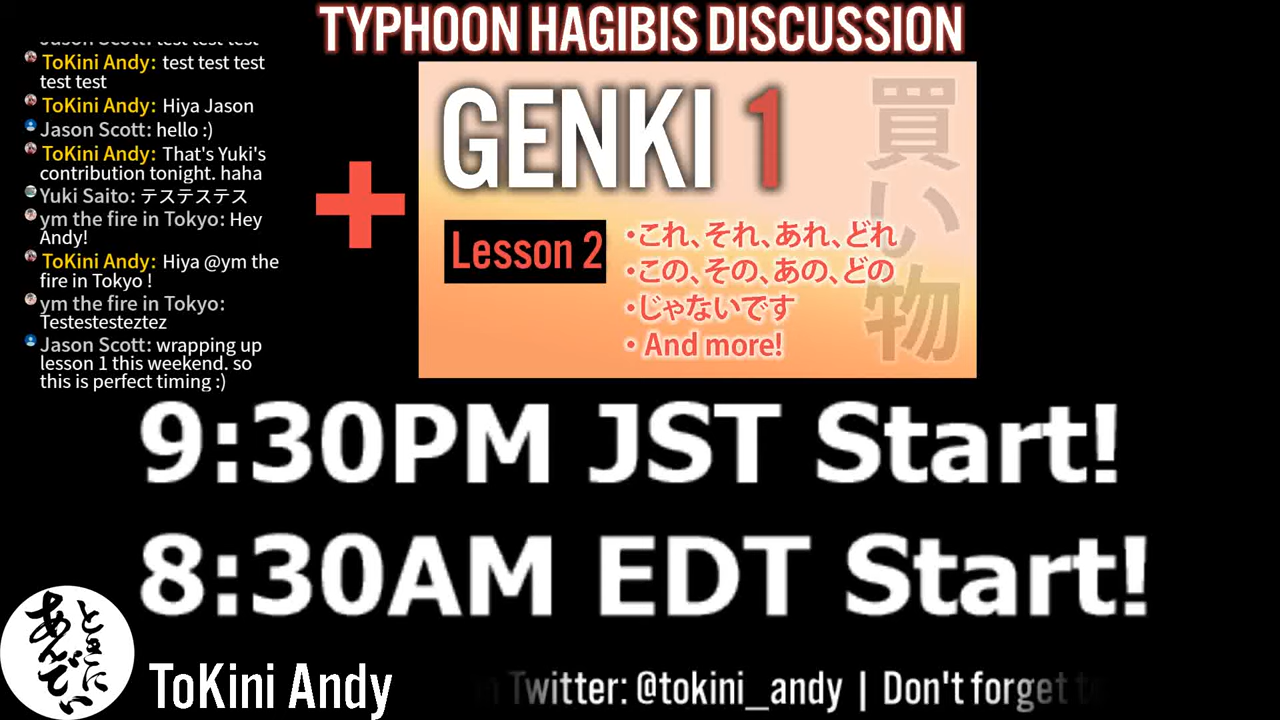 TYPHOON HAGIBIS DISCUSSION
Jason Scott: test test test
ToKini Andy: test test test
test test
ToKini Andy: Hiya Jason
Jason Scott: hello :)
ToKini Andy: That's Yuki's
contribution tonight. haha
Yuki Saito: テステステス
ym the fire in Tokyo: Hey
Andy!
ToKini Andy: Hiya @ym the
fire in Tokyo !
ym the fire in Tokyo:
Testestesteztez
Jason Scott: wrapping up
lesson 1 this weekend. so
this is perfect timing :)
+
GENKI 1
買い物
Lesson 2
・これ、それ、あれ、どれ
・この、その、あの、どの
・じゃないです
・And more!
9:30PM JST Start!
8:30AM EDT Start!
ときに
あんでぃ
ToKini Andy
Twitter: @tokini_andy | Don't forget